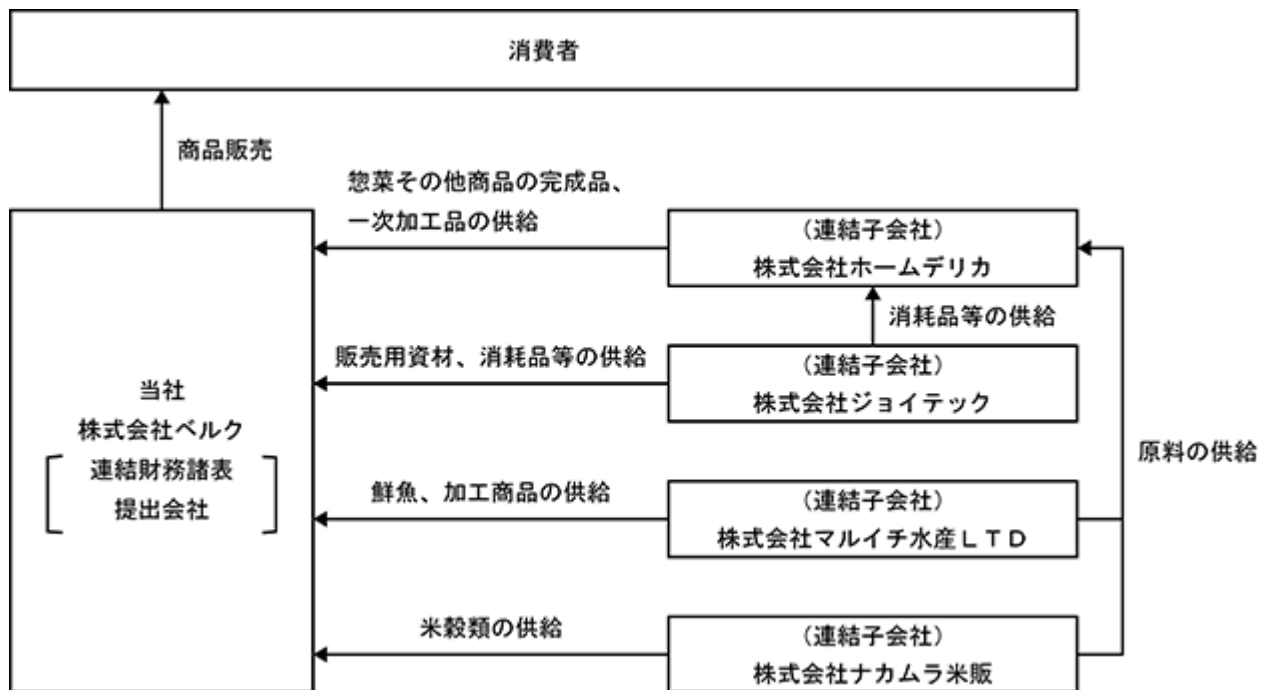 消費者
商品販売
惣菜その他商品の完成品、
一次加工品の供給
(連結子会社)
株式会社ホームデリカ
消耗品等の供給
販売用資材、消耗品等の供給
(連結子会社)
株式会社ジョイテック
当社
株式会社ベルク
連結財務諸表
提出会社
原料の供給
鮮魚、加工商品の供給
(連結子会社)
株式会社マルイチ水産LTD
米穀類の供給
(連結子会社)
株式会社ナカムラ米販